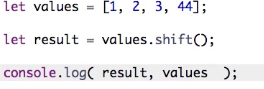 let values = [1, 2, 3, 44];
let result = values.shift();
console.log( result, values  );